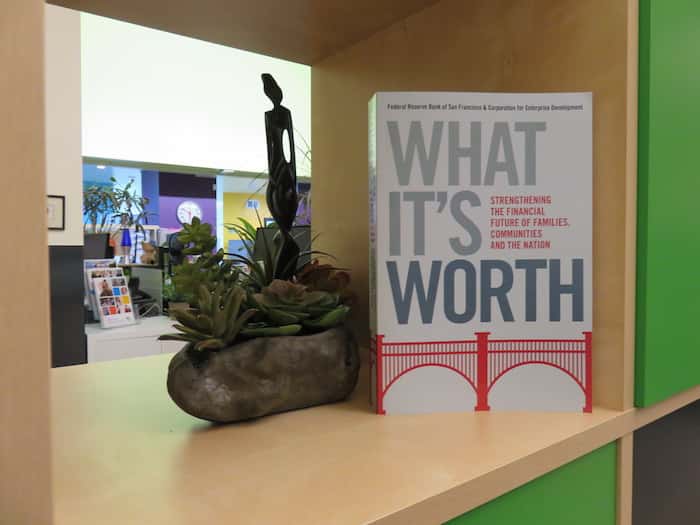 Federal Reserve Bank of San Francisco & Corporation for Enterprise Development
WHAT
IT'S
STRENGTHENING
THE FINANCIAL
FUTURE OF FAMILIES,
COMMUNITIES
AND THE NATION
WORTH